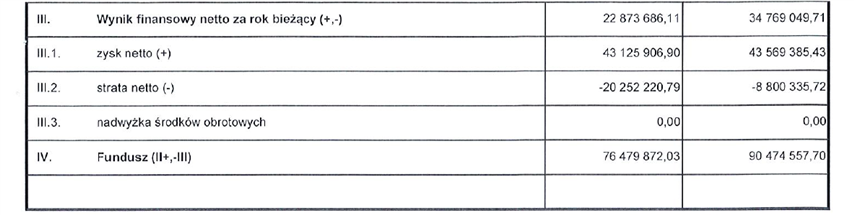 III. Wynik finansowy netto za rok bieżący (+,-) 22 873 686,11 34 769 049,71
III.1. zysk netto (+) 43 125 906,90 43 569 385,43
III.2. strata netto (-) -20 252 220,79 -8 800 335,72
III.3. nadwyżka środków obrotowych 0,00 0,00
IV. Fundusz (II+,-III) 76 479 872,03 90 474 557,70